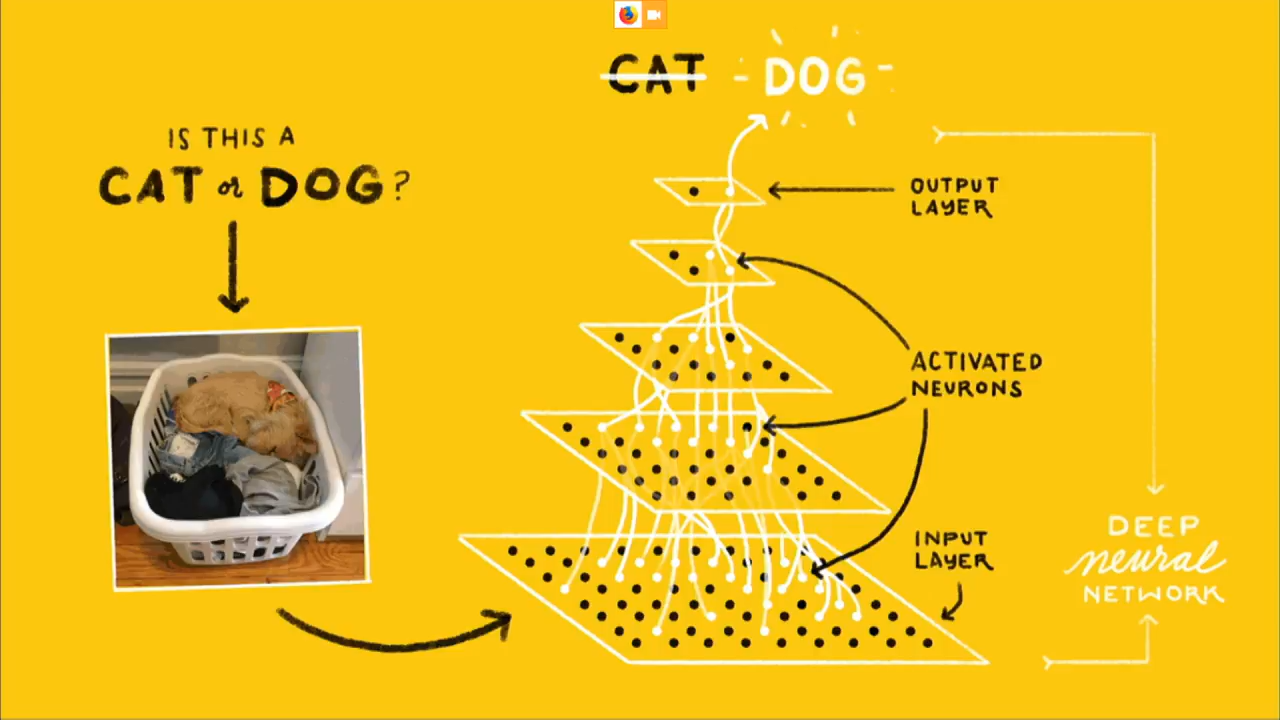 IS THIS A
CAT or DOG?
CAT DOG
OUTPUT
LAYER
ACTIVATED
NEURONS
INPUT
LAYER
DEEP
neural
NETWORK